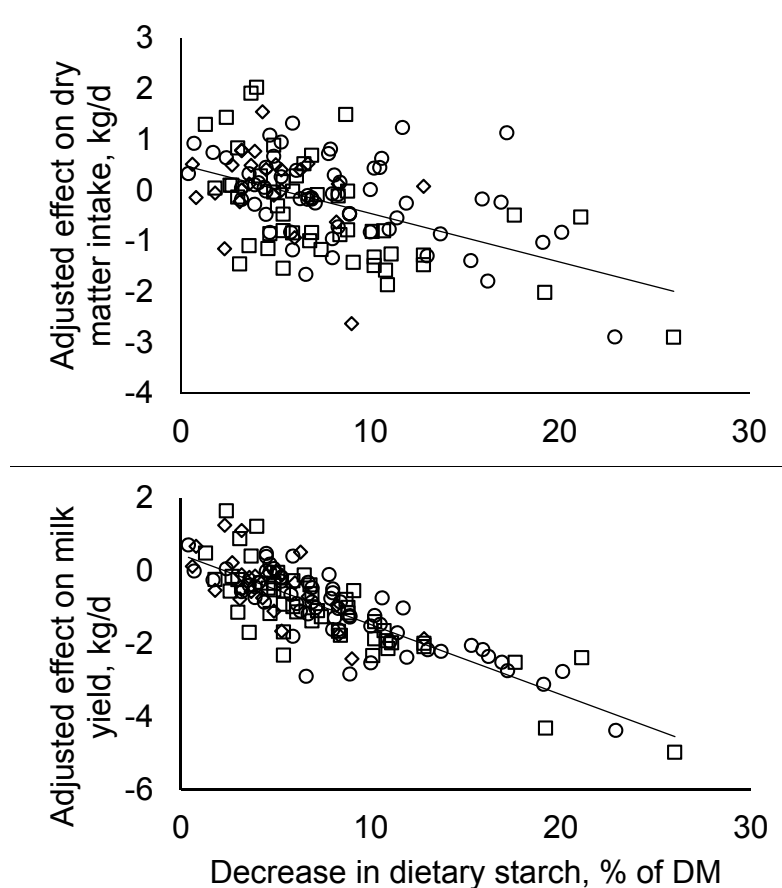 Adjusted effect on dry
matter intake, kg/d
3
2
1
0
-1
-2
-3
-4
0 10 20 30
Adjusted effect on milk
yield, kg/d
2
0
-2
-4
-6
0 10 20 30
Decrease in dietary starch, % of DM